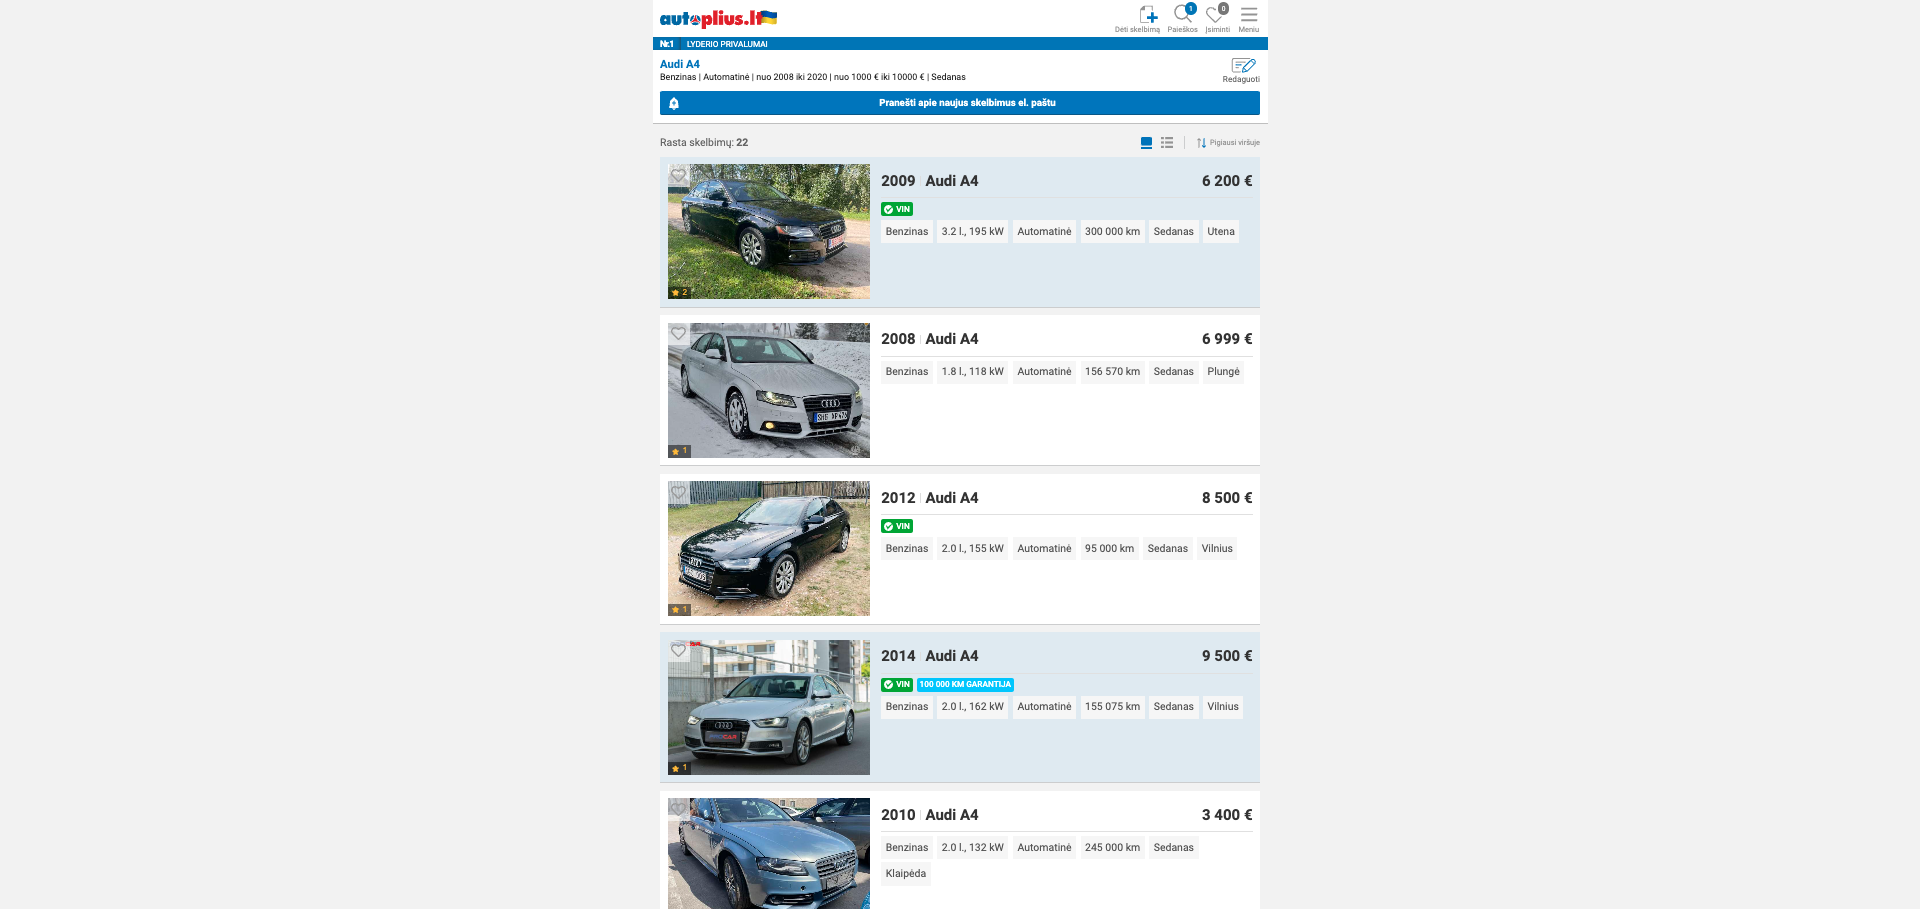 autoplius.lt
1
0
Dėti skelbimą
Paieškos
Įsiminti
Meniu
Nr.1 LYDERIO PRIVALUMAI
Audi A4
Benzinas | Automatinė | nuo 2008 iki 2020 | nuo 1000 € iki 10000 € | Sedanas
Redaguoti
Pranešti apie naujus skelbimus el. paštu
Rasta skelbimų: 22
Pigiausi viršuje
2009 Audi A4 6 200 €
VIN
Benzinas 3.2 l., 195 kW Automatinė 300 000 km Sedanas Utena
2
2008 Audi A4 6 999 €
Benzinas 1.8 l., 118 kW Automatinė 156 570 km Sedanas Plungė
1
2012 Audi A4 8 500 €
VIN
Benzinas 2.0 l., 155 kW Automatinė 95 000 km Sedanas Vilnius
1
2014 Audi A4 9 500 €
VIN 100 000 KM GARANTIJA
Benzinas 2.0 l., 162 kW Automatinė 155 075 km Sedanas Vilnius
1
2010 Audi A4 3 400 €
Benzinas 2.0 l., 132 kW Automatinė 245 000 km Sedanas
Klaipėda